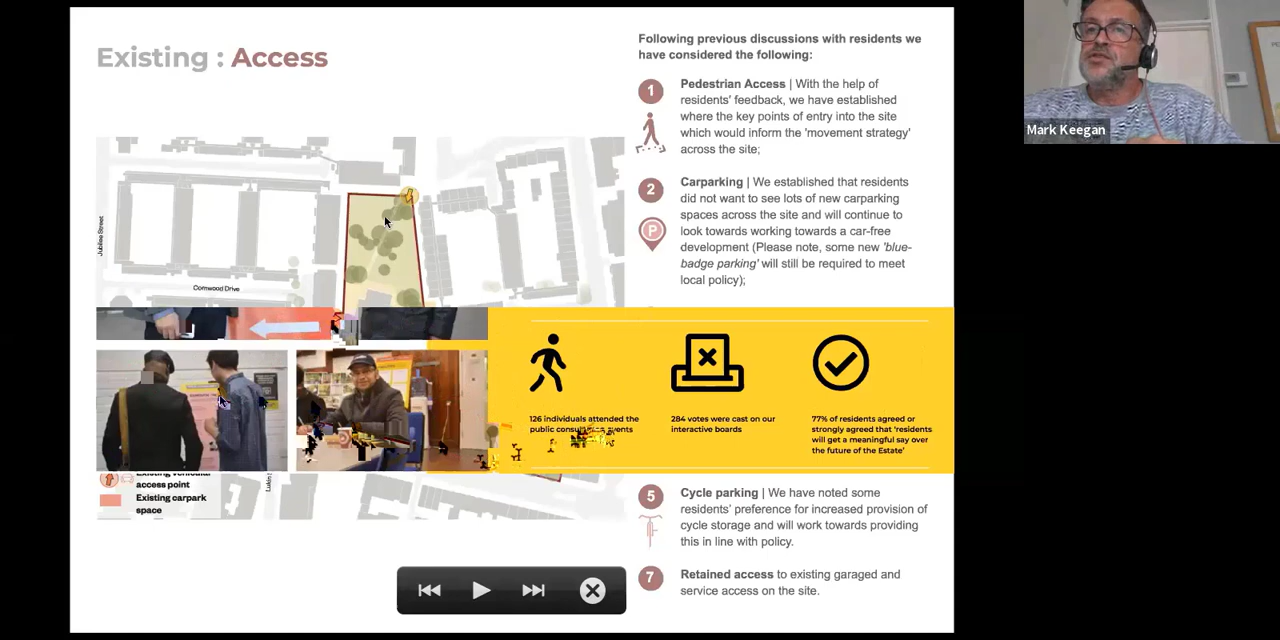 Existing : Access
Following previous discussions with residents we
have considered the following:
1
Pedestrian Access | With the help of
residents' feedback, we have established
where the key points of entry into the site
which would inform the 'movement strategy'
across the site;
2
P
Carparking | We established that residents
did not want to see lots of new carparking
spaces across the site and will continue to
look towards working towards a car-free
development (Please note, some new 'blue-
badge parking' will still be required to meet
local policy);
Jubilee Street
Cornwood Drive
126 individuals attended the
public consultation events
284 votes were cast on our
interactive boards
77% of residents agreed or
strongly agreed that 'residents
will get a meaningful say over
the future of the Estate'
Existing vehicular
access point
Existing carpark
space
5
Cycle parking | We have noted some
residents' preference for increased provision of
cycle storage and will work towards providing
this in line with policy.
7
Retained access to existing garaged and
service access on the site.
Mark Keegan